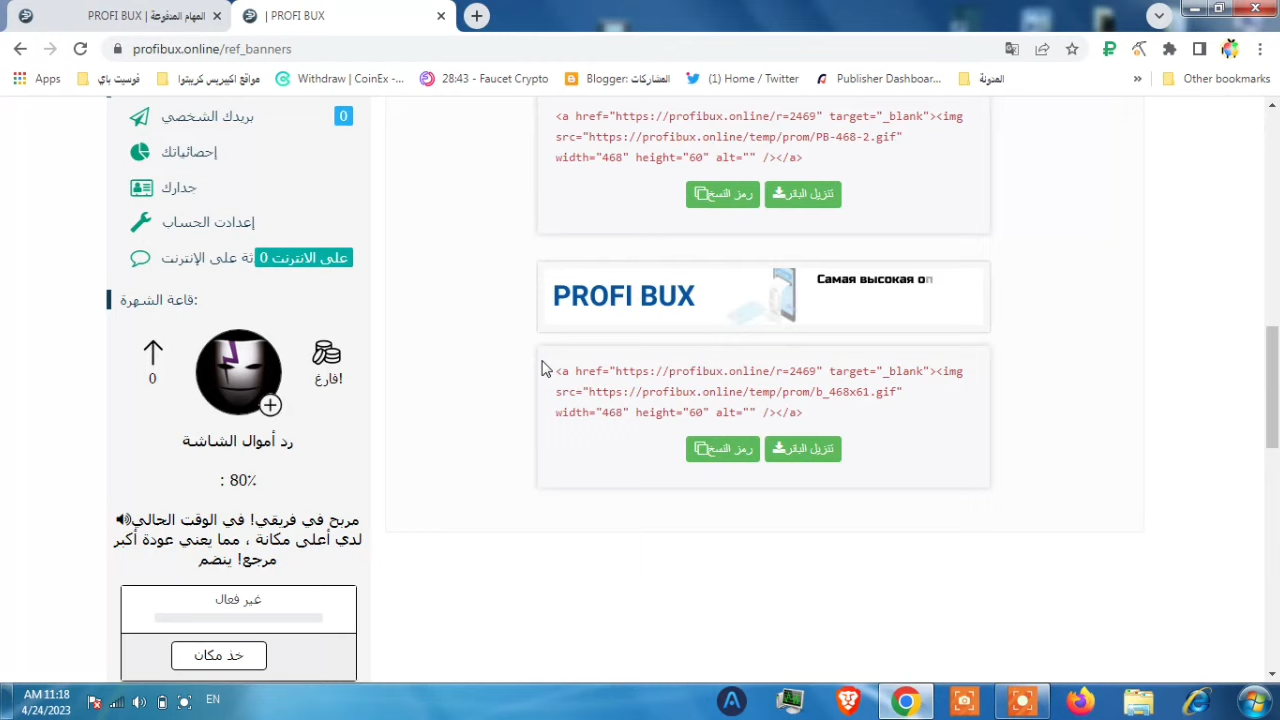 PROFI BUX | المهام المدفوعة
| PROFI BUX
profibux.online/ref_banners
Apps
فوسيت باي
مواقع اكبيربس كريبتوا
Withdraw | CoinEx -...
28:43 - Faucet Crypto
Blogger: المشاركات
(1) Home / Twitter
Publisher Dashboar...
المدونة
»
Other bookmarks
بريدك الشخصي
0
إحصائياتك
جدارك
إعدادت الحساب
ثة على الإنترنت
على الانترنت 0
قاعة الشهرة:
0
فارغ!
رد أموال الشاشة
: 80٪
مربح في فريقي! في الوقت الحالي
لدي أعلى مكانة ، مما يعني عودة أكبر
مرجع! ينضم
غير فعال
خذ مكان
<a href="https://profibux.online/r=2469" target="_blank"><img
src="https://profibux.online/temp/prom/PB-468-2.gif"
width="468" height="60" alt="" /></a>
رمز النسخ
تنزيل البانر
PROFI BUX
Самая высокая оп
<a href="https://profibux.online/r=2469" target="_blank"><img
src="https://profibux.online/temp/prom/b_468x61.gif"
width="468" height="60" alt="" /></a>
رمز النسخ
تنزيل البانر
AM 11:18
4/24/2023
EN